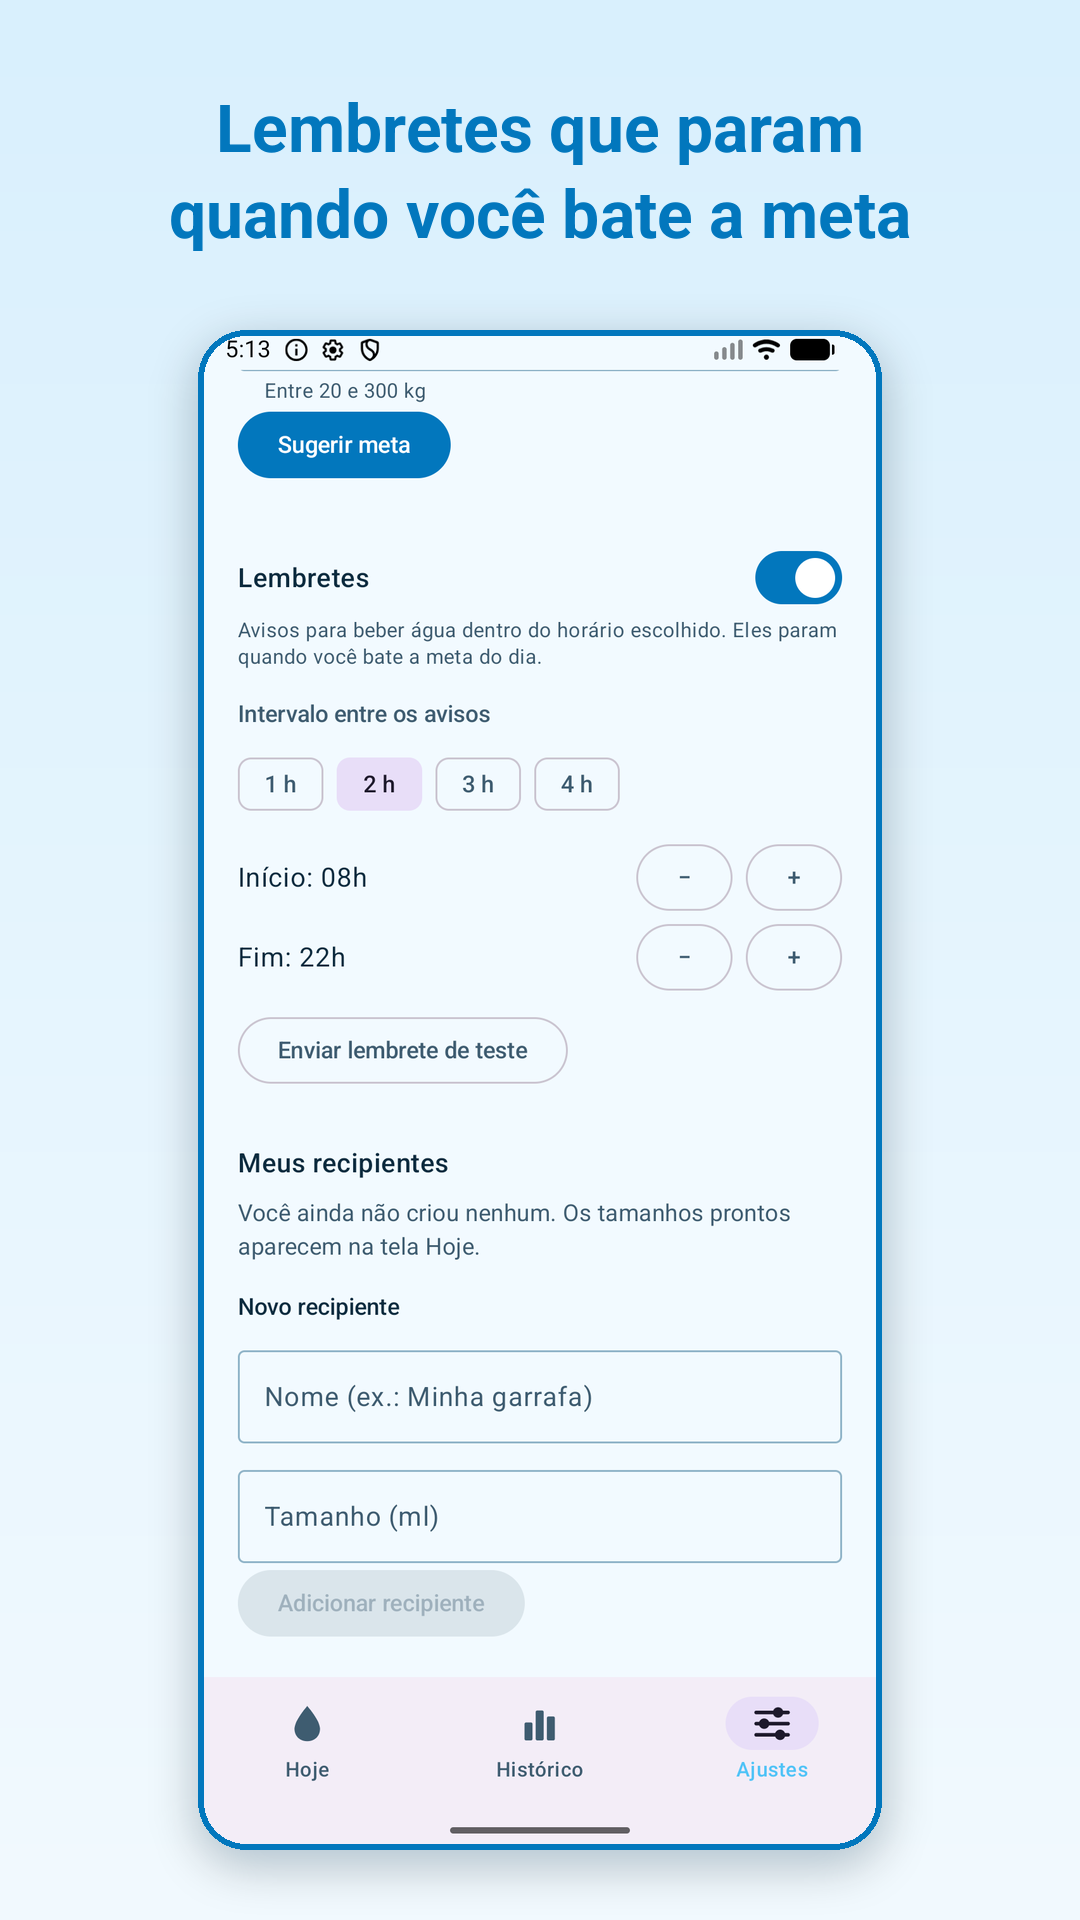 Lembretes que param
quando você bate a meta
5:13
Entre 20 e 300 kg
Sugerir meta
Lembretes
Avisos para beber água dentro do horário escolhido. Eles param
quando você bate a meta do dia.
Intervalo entre os avisos
1 h 2 h 3 h 4 h
Início: 08h − +
Fim: 22h − +
Enviar lembrete de teste
Meus recipientes
Você ainda não criou nenhum. Os tamanhos prontos
aparecem na tela Hoje.
Novo recipiente
Nome (ex.: Minha garrafa)
Tamanho (ml)
Adicionar recipiente
Hoje Histórico Ajustes